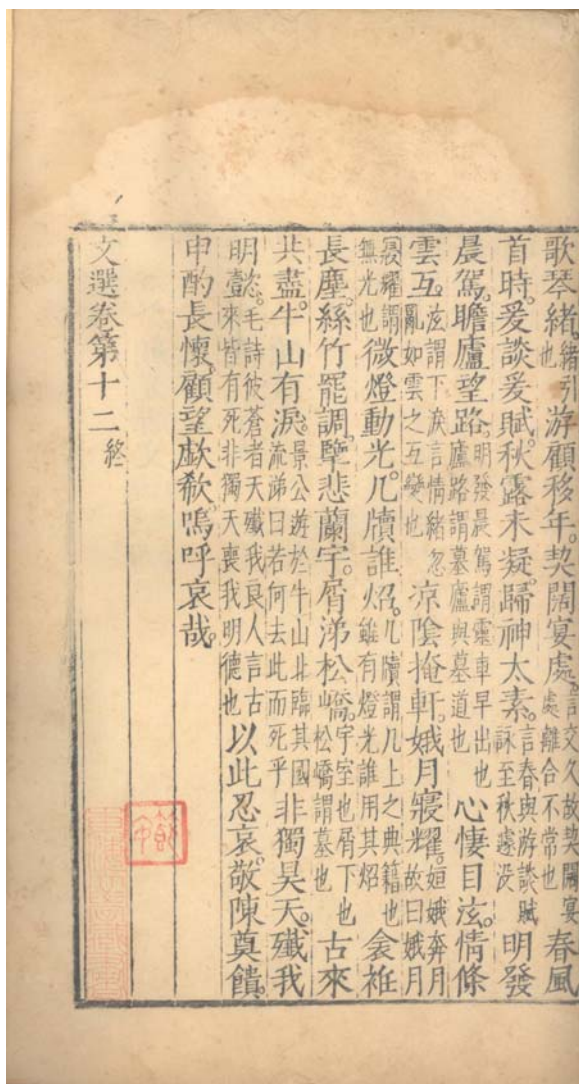 歌琴緒。緒引也游顧移年。契闊宴處。言交久故契闊宴處離合不常也春風
首時。爰談爰賦。秋露未凝。歸神太素。言春與游談賦詠至秋遽没明發
晨駕。瞻廬望路。明發晨駕謂靈車早出也廬路謂墓廬與墓道也心悽目泫。情條
雲互。泫謂下淚言情緒忽亂如雲之互變也凉陰掩軒。娥月寢耀。姮娥奔月故曰娥月
寢耀謂無光也微燈動光。几牘誰炤。几牘謂几上之典籍也雖有燈光誰用其炤衾袵
長塵。絲竹罷調。擥悲蘭宇。屑涕松嶠。宇室也屑下也松嶠謂墓也古來
共盡。牛山有淚。景公遊於牛山北臨其國流涕曰若何去此而死乎非獨昊天。殲我
明懿。毛詩彼蒼者天殲我良人言古來皆有死非獨天喪我明德也以此忍哀。敬陳奠饋。
申酌長懷。顧望歔欷。嗚呼哀哉。
文選卷第十二 終